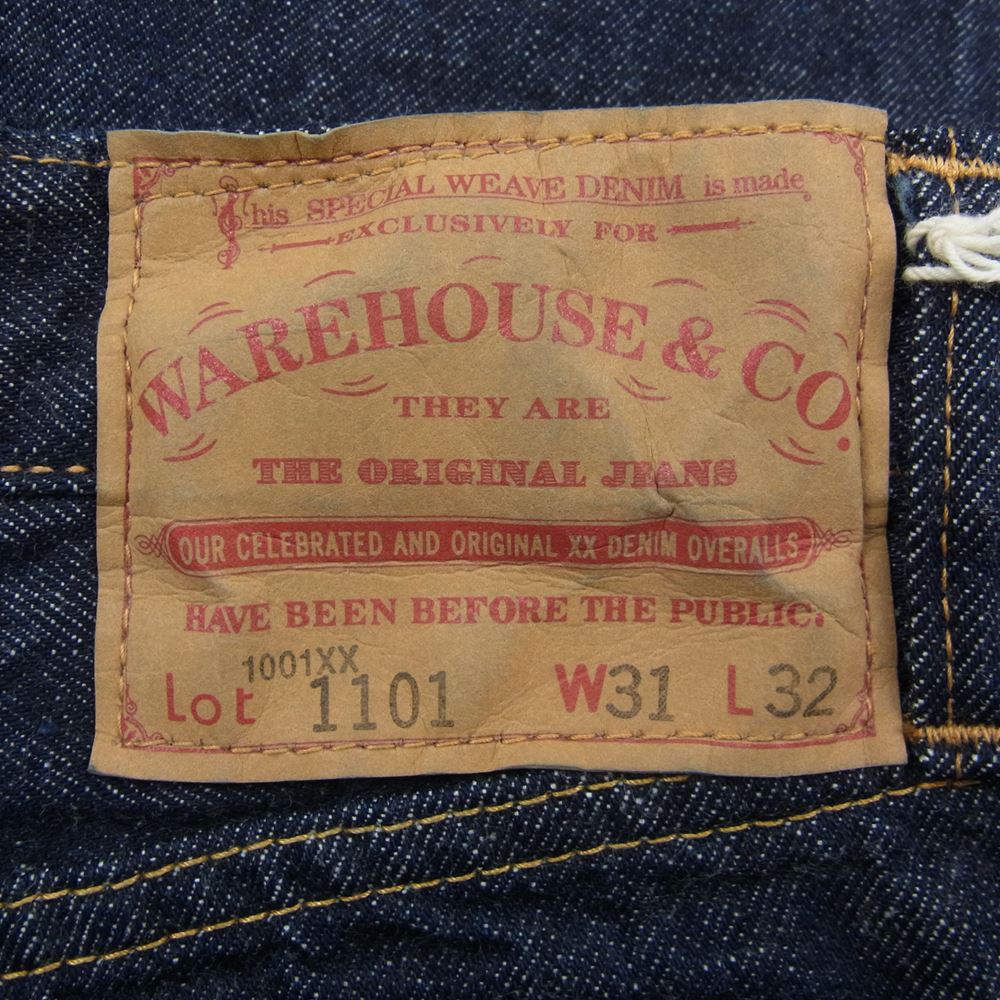 This SPECIAL WEAVE DENIM is made
EXCLUSIVELY FOR
WAREHOUSE & CO.
THEY ARE
THE ORIGINAL JEANS
OUR CELEBRATED AND ORIGINAL XX DENIM OVERALLS
HAVE BEEN BEFORE THE PUBLIC.
1001XX
Lot 1101 W31 L32